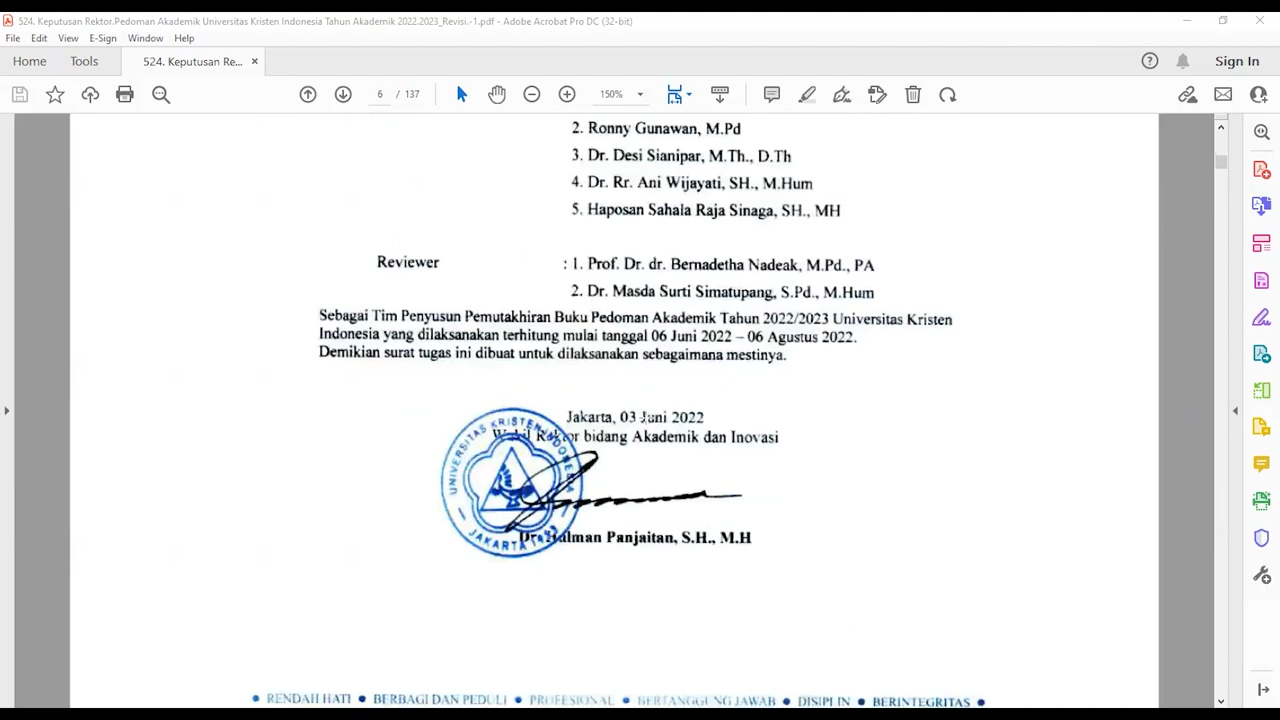 524. Keputusan Rektor.Pedoman Akademik Universitas Kristen Indonesia Tahun Akademik 2022.2023_Revisi.-1.pdf - Adobe Acrobat Pro DC (32-bit)
File Edit View E-Sign Window Help
Home Tools 524. Keputusan Re... × Sign In
6 / 137 150%
2. Ronny Gunawan, M.Pd
3. Dr. Desi Sianipar, M.Th., D.Th
4. Dr. Rr. Ani Wijayati, SH., M.Hum
5. Haposan Sahala Raja Sinaga, SH., MH
Reviewer : 1. Prof. Dr. dr. Bernadetha Nadeak, M.Pd., PA
2. Dr. Masda Surti Simatupang, S.Pd., M.Hum
Sebagai Tim Penyusun Pemutakhiran Buku Pedoman Akademik Tahun 2022/2023 Universitas Kristen
Indonesia yang dilaksanakan terhitung mulai tanggal 06 Juni 2022 – 06 Agustus 2022.
Demikian surat tugas ini dibuat untuk dilaksanakan sebagaimana mestinya.
Jakarta, 03 Juni 2022
Wakil Rektor bidang Akademik dan Inovasi
UNIVERSITAS KRISTEN INDONESIA
JAKARTA 1953
Dr. Hulman Panjaitan, S.H., M.H
• RENDAH HATI • BERBAGI DAN PEDULI • PROFESIONAL • BERTANGGUNG JAWAB • DISIPLIN • BERINTEGRITAS •